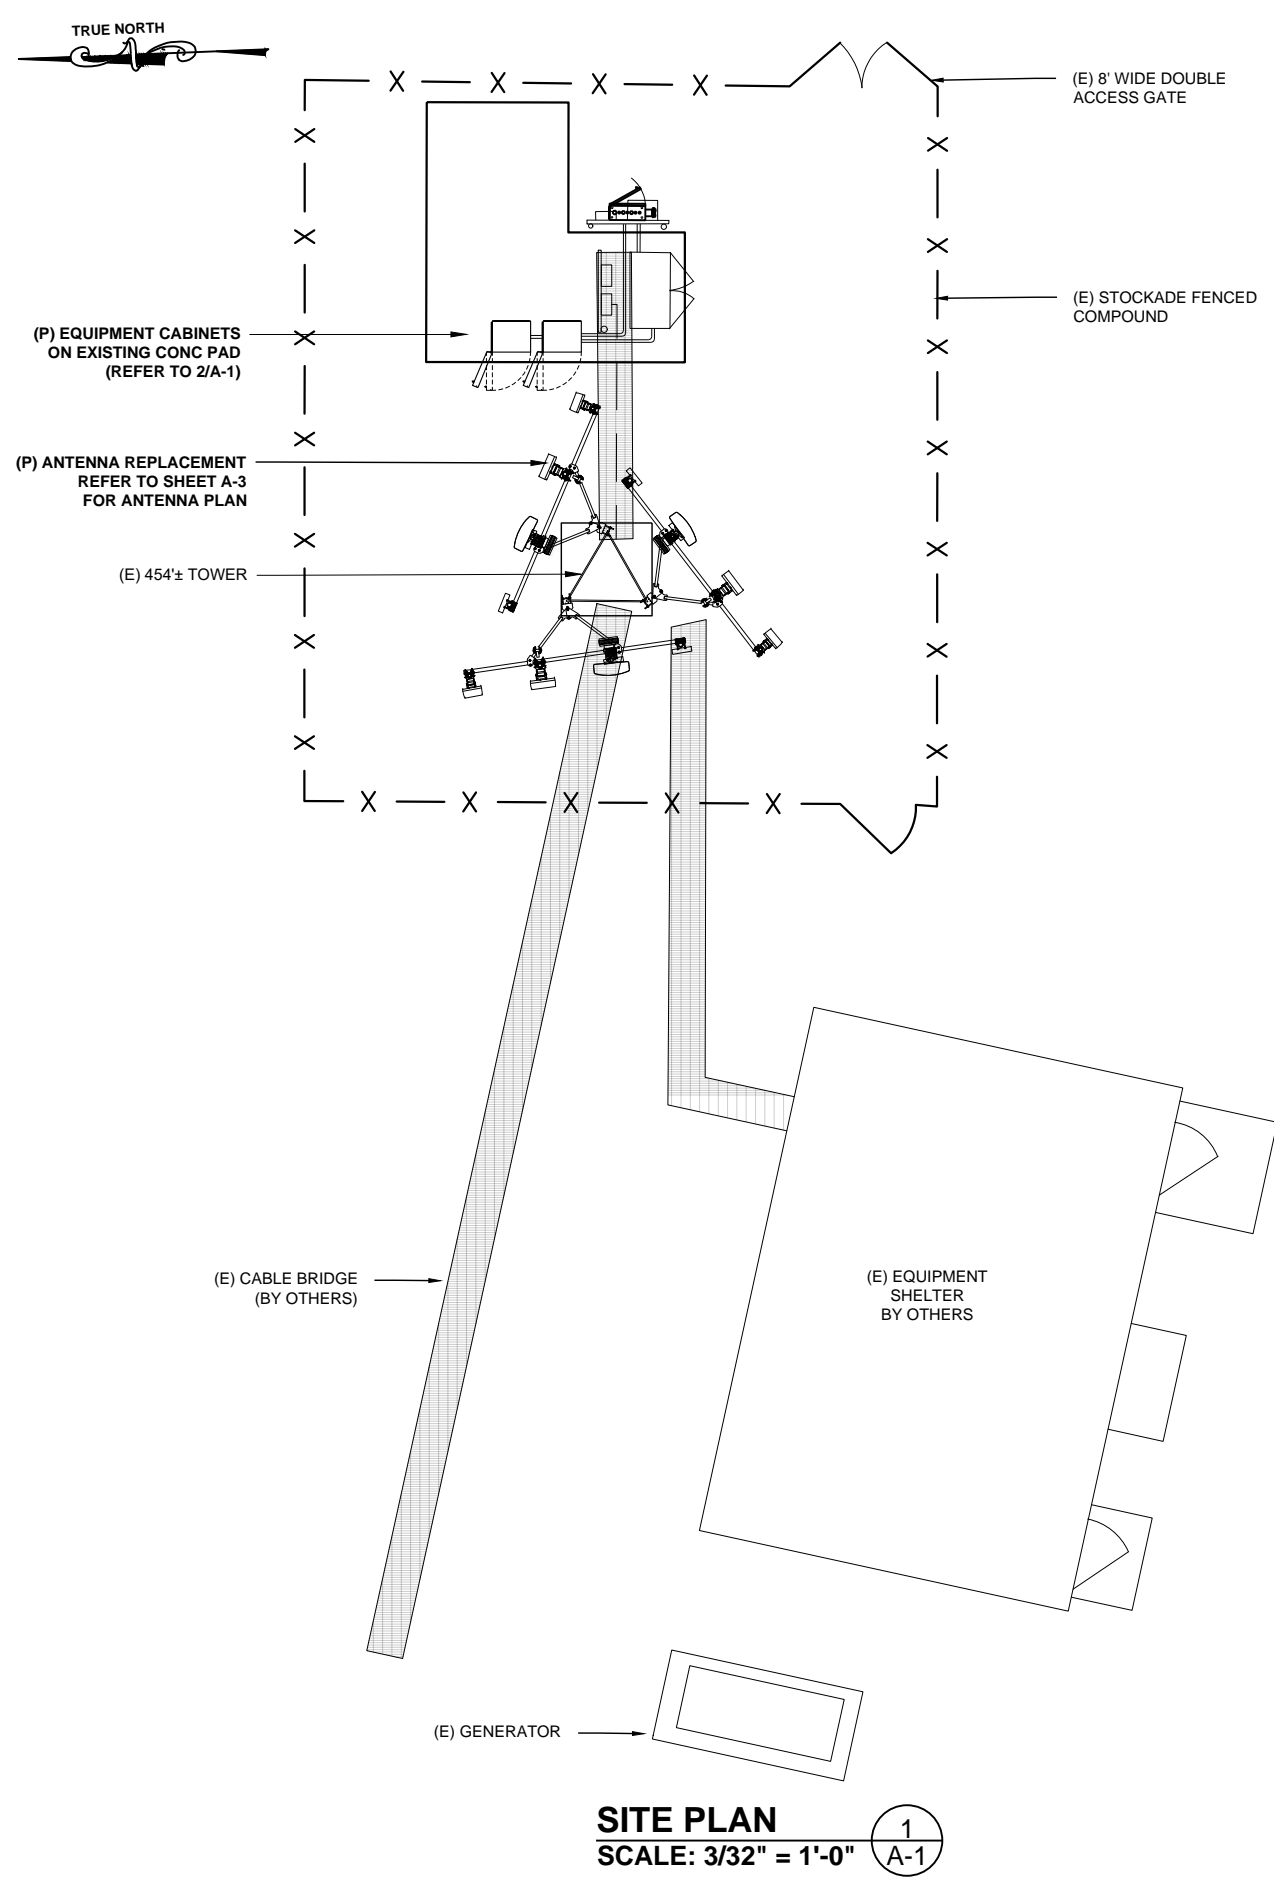 TRUE NORTH
(E) 8' WIDE DOUBLE
ACCESS GATE
(E) STOCKADE FENCED
COMPOUND
(P) EQUIPMENT CABINETS
ON EXISTING CONC PAD
(REFER TO 2/A-1)
(P) ANTENNA REPLACEMENT
REFER TO SHEET A-3
FOR ANTENNA PLAN
(E) 454'± TOWER
(E) CABLE BRIDGE
(BY OTHERS)
(E) EQUIPMENT
SHELTER
BY OTHERS
(E) GENERATOR
SITE PLAN
SCALE: 3/32" = 1'-0"
1
A-1